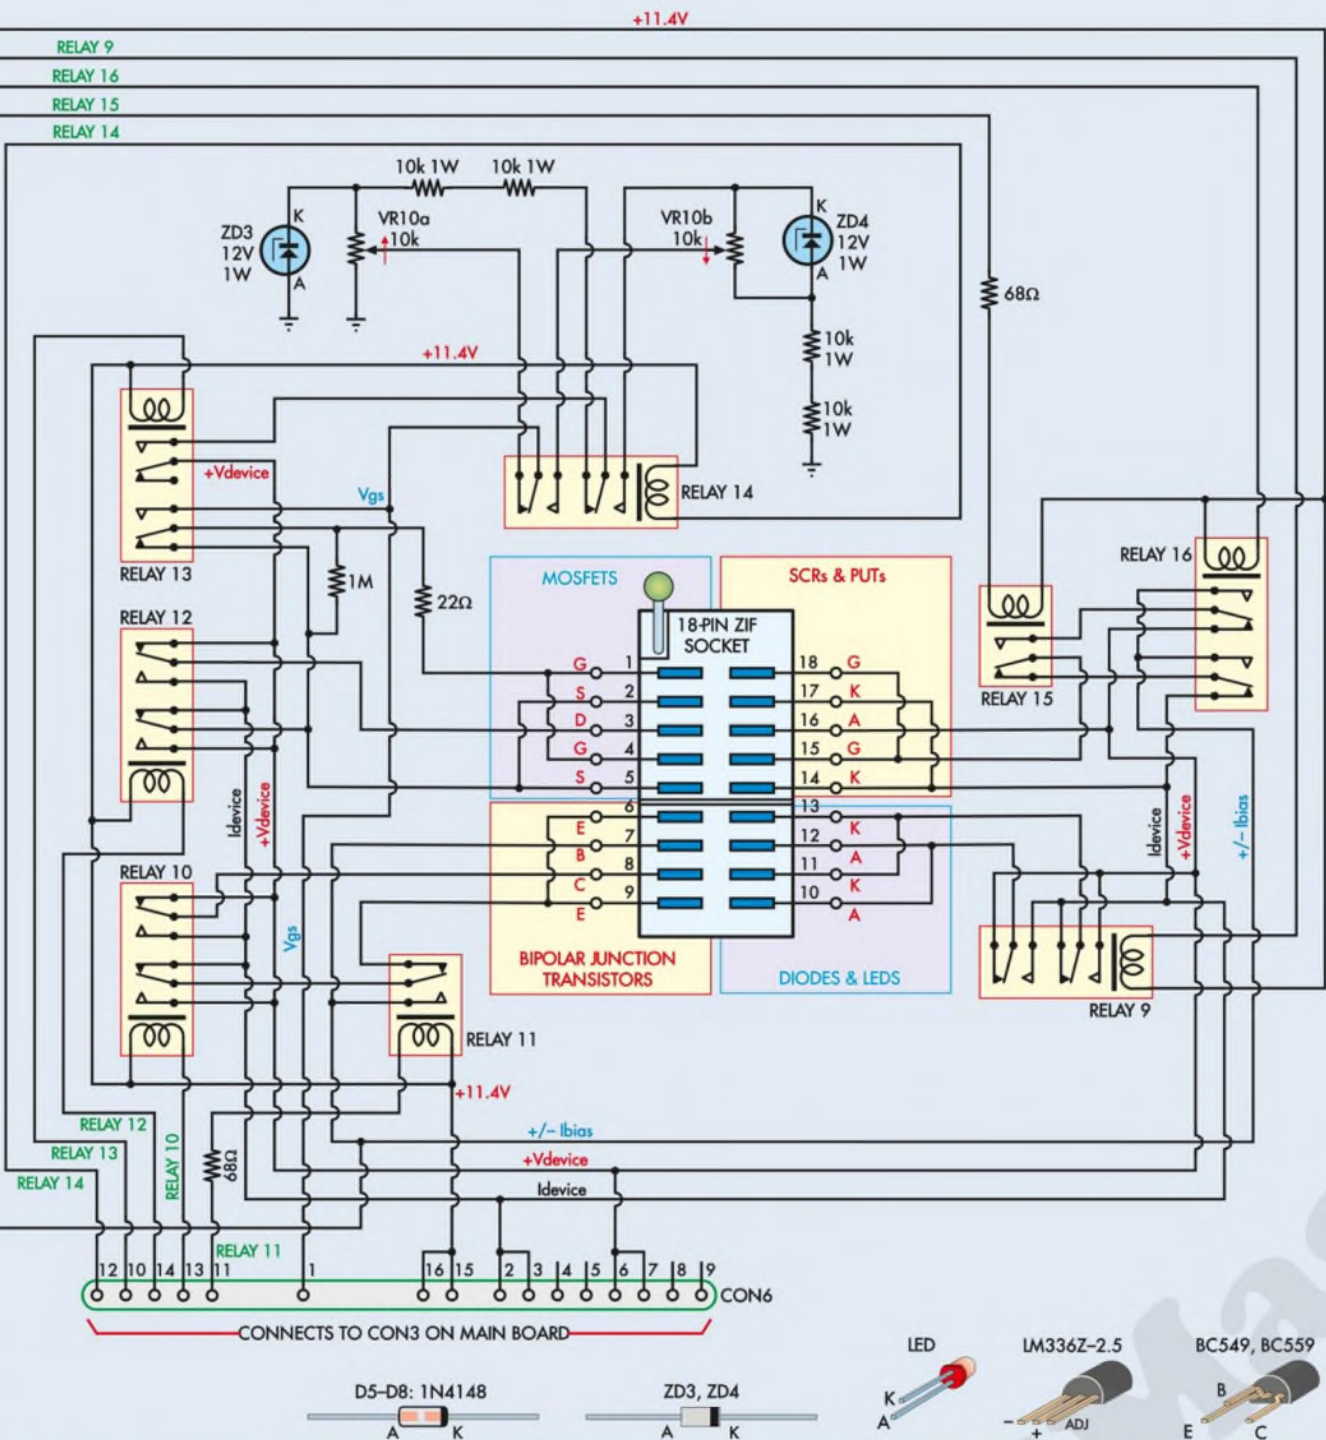 +11.4V
RELAY 9
RELAY 16
RELAY 15
RELAY 14
10k 1W
10k 1W
VR10a
10k
VR10b
10k
K
ZD3
12V
1W
A
K
ZD4
12V
1W
A
68Ω
10k
1W
10k
1W
+11.4V
+Vdevice
Vgs
RELAY 14
RELAY 13
1M
22Ω
RELAY 16
RELAY 15
RELAY 12
MOSFETS
SCRs & PUTs
18-PIN ZIF
SOCKET
G 1 18 G
S 2 17 K
D 3 16 A
G 4 15 G
S 5 14 K
6 13
E K
7 12
B A
8 11
C K
9 10
E A
Idevice
+Vdevice
Idevice
+Vdevice
+/– Ibias
RELAY 10
Vgs
BIPOLAR JUNCTION
TRANSISTORS
DIODES & LEDS
RELAY 9
RELAY 11
+11.4V
RELAY 12
RELAY 13
RELAY 14
RELAY 10
68Ω
RELAY 11
+/– Ibias
+Vdevice
Idevice
12 10 14 13 11 1 16 15 2 3 4 5 6 7 8 9
CON6
CONNECTS TO CON3 ON MAIN BOARD
D5–D8: 1N4148
A K
ZD3, ZD4
A K
LED
K
A
LM336Z–2.5
–
+
ADJ
BC549, BC559
B
E
C